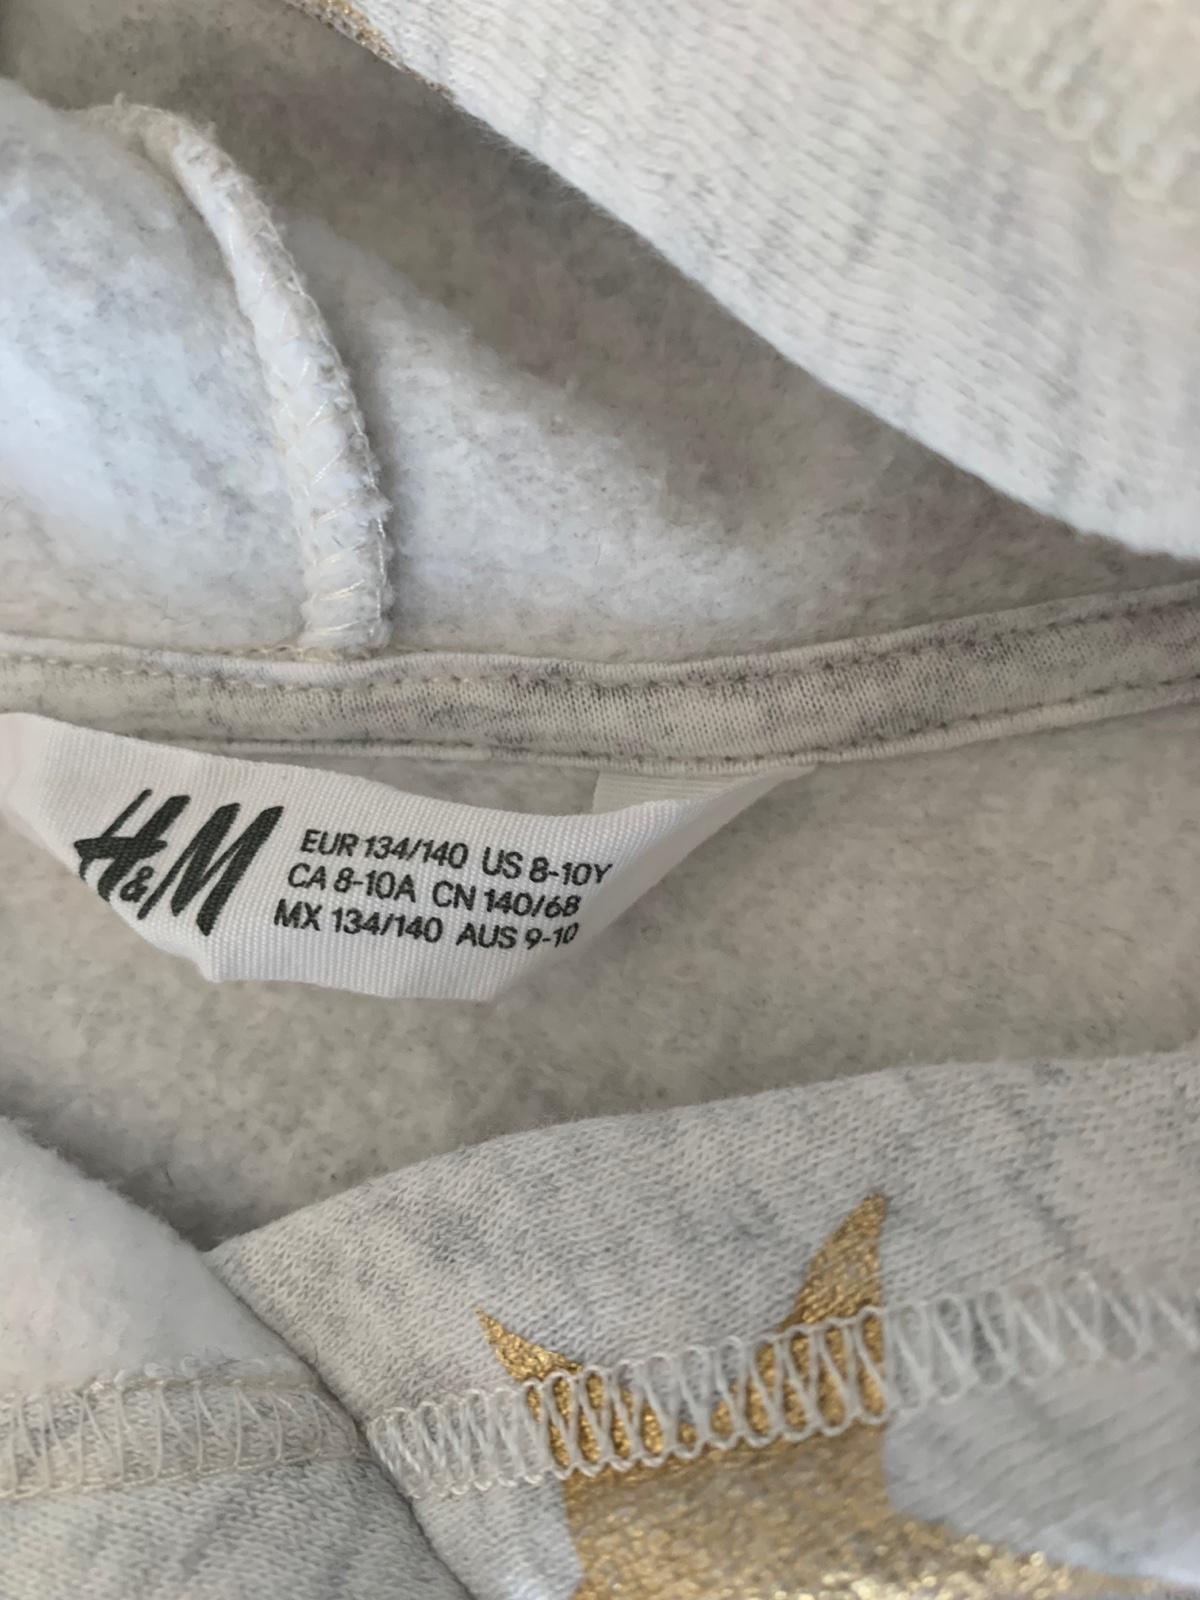 H&M
EUR 134/140 US 8-10Y
CA 8-10A CN 140/68
MX 134/140 AUS 9-10